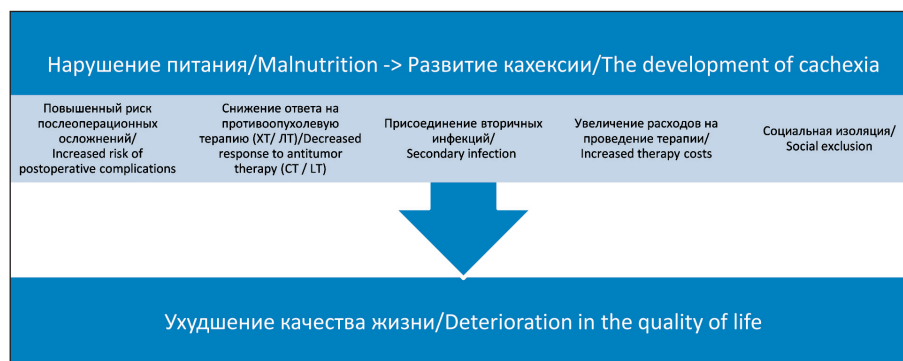 Нарушение питания/Malnutrition -> Развитие кахексии/The development of cachexia
Повышенный риск
послеоперационных
осложнений/
Increased risk of
postoperative complications
Снижение ответа на
противоопухолевую
терапию (ХТ/ ЛТ)/Decreased
response to antitumor
therapy (CT / LT)
Присоединение вторичных
инфекций/
Secondary infection
Увеличение расходов на
проведение терапии/
Increased therapy costs
Социальная изоляция/
Social exclusion
Ухудшение качества жизни/Deterioration in the quality of life